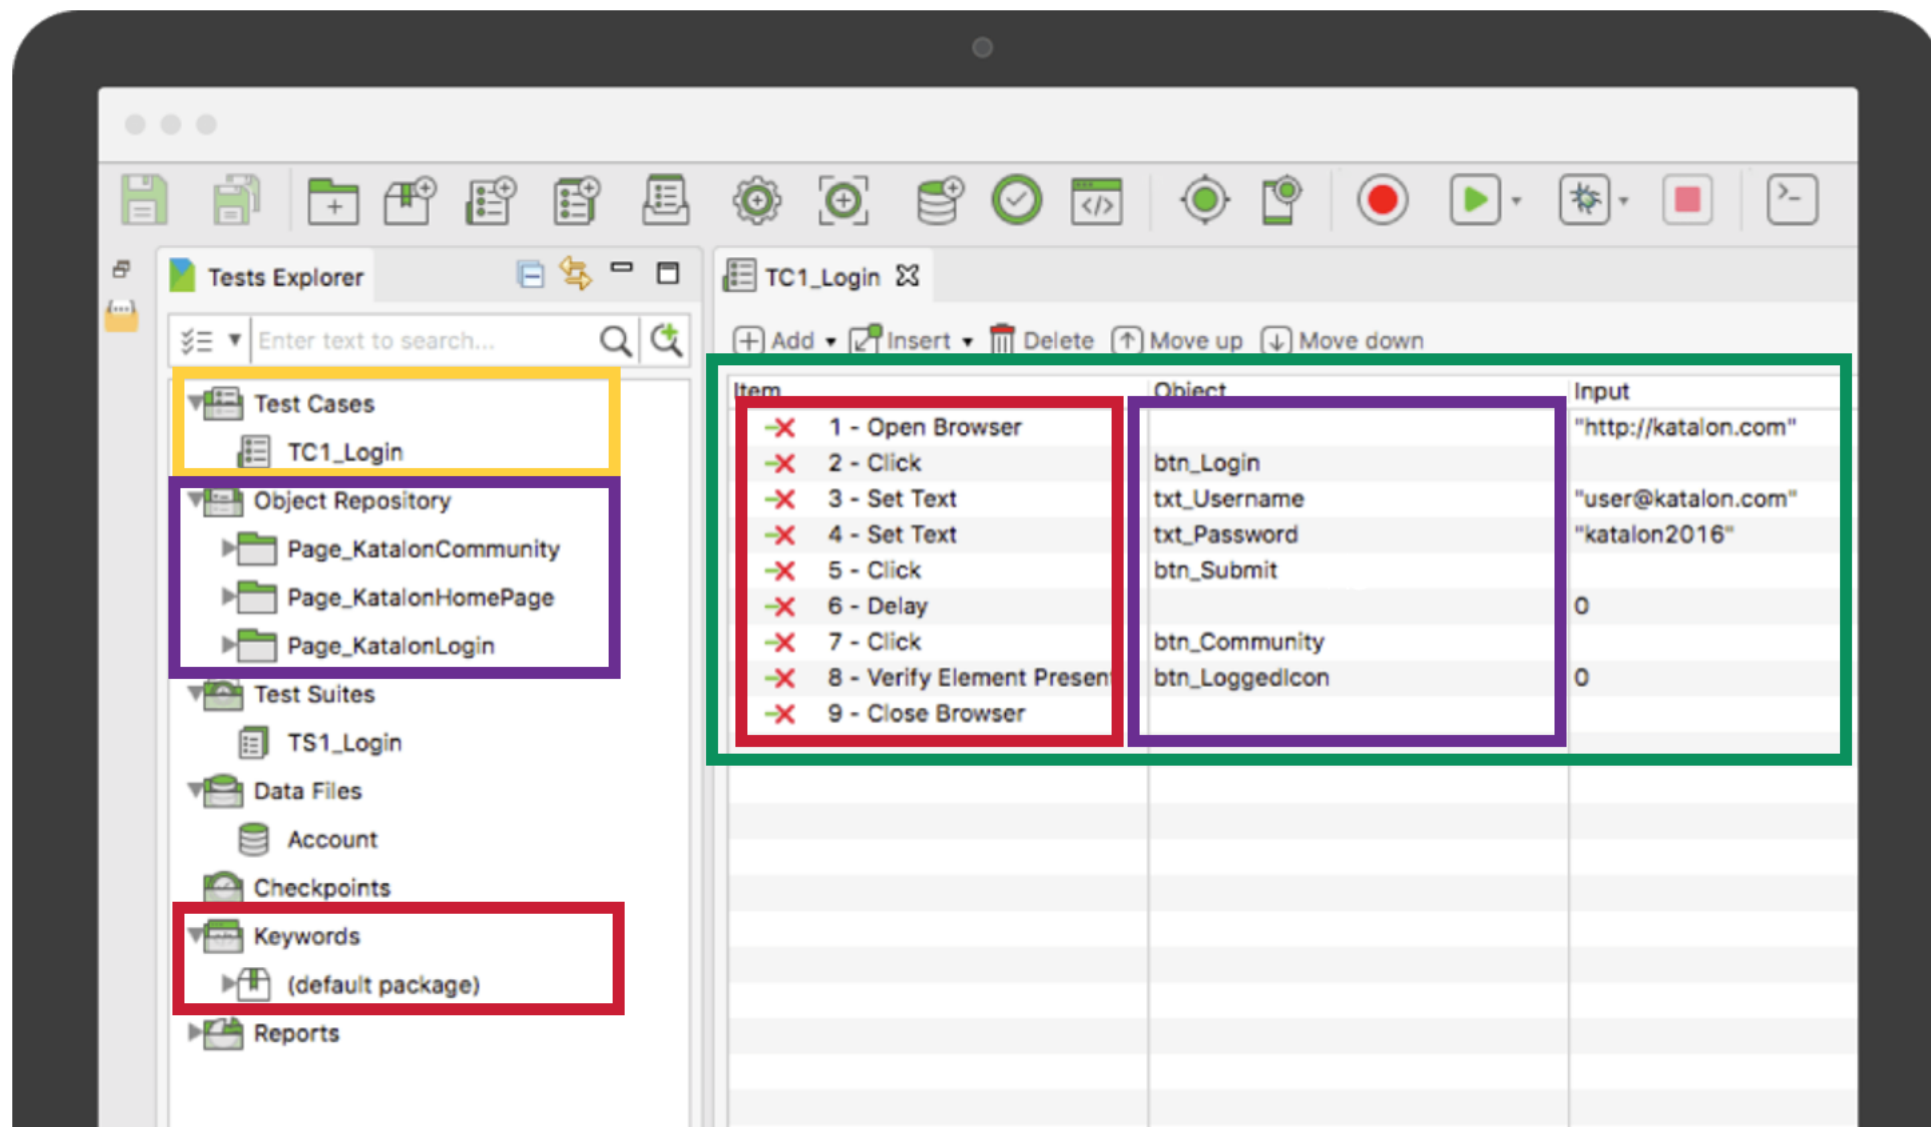 Tests Explorer
Enter text to search...
Test Cases
TC1_Login
Object Repository
Page_KatalonCommunity
Page_KatalonHomePage
Page_KatalonLogin
Test Suites
TS1_Login
Data Files
Account
Checkpoints
Keywords
(default package)
Reports
TC1_Login
Add Insert Delete Move up Move down
Item Object Input
1 - Open Browser "http://katalon.com"
2 - Click btn_Login
3 - Set Text txt_Username "user@katalon.com"
4 - Set Text txt_Password "katalon2016"
5 - Click btn_Submit
6 - Delay 0
7 - Click btn_Community
8 - Verify Element Present btn_LoggedIcon 0
9 - Close Browser